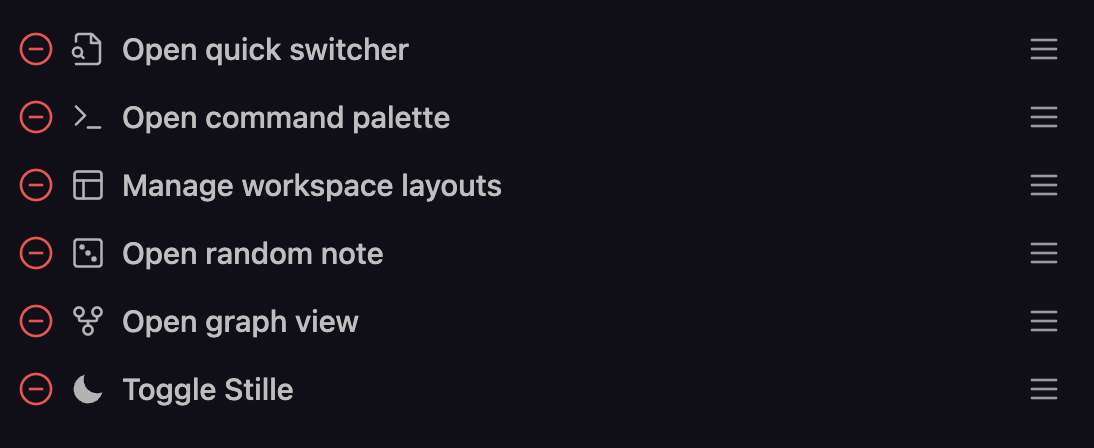 Open quick switcher
Open command palette
Manage workspace layouts
Open random note
Open graph view
Toggle Stille